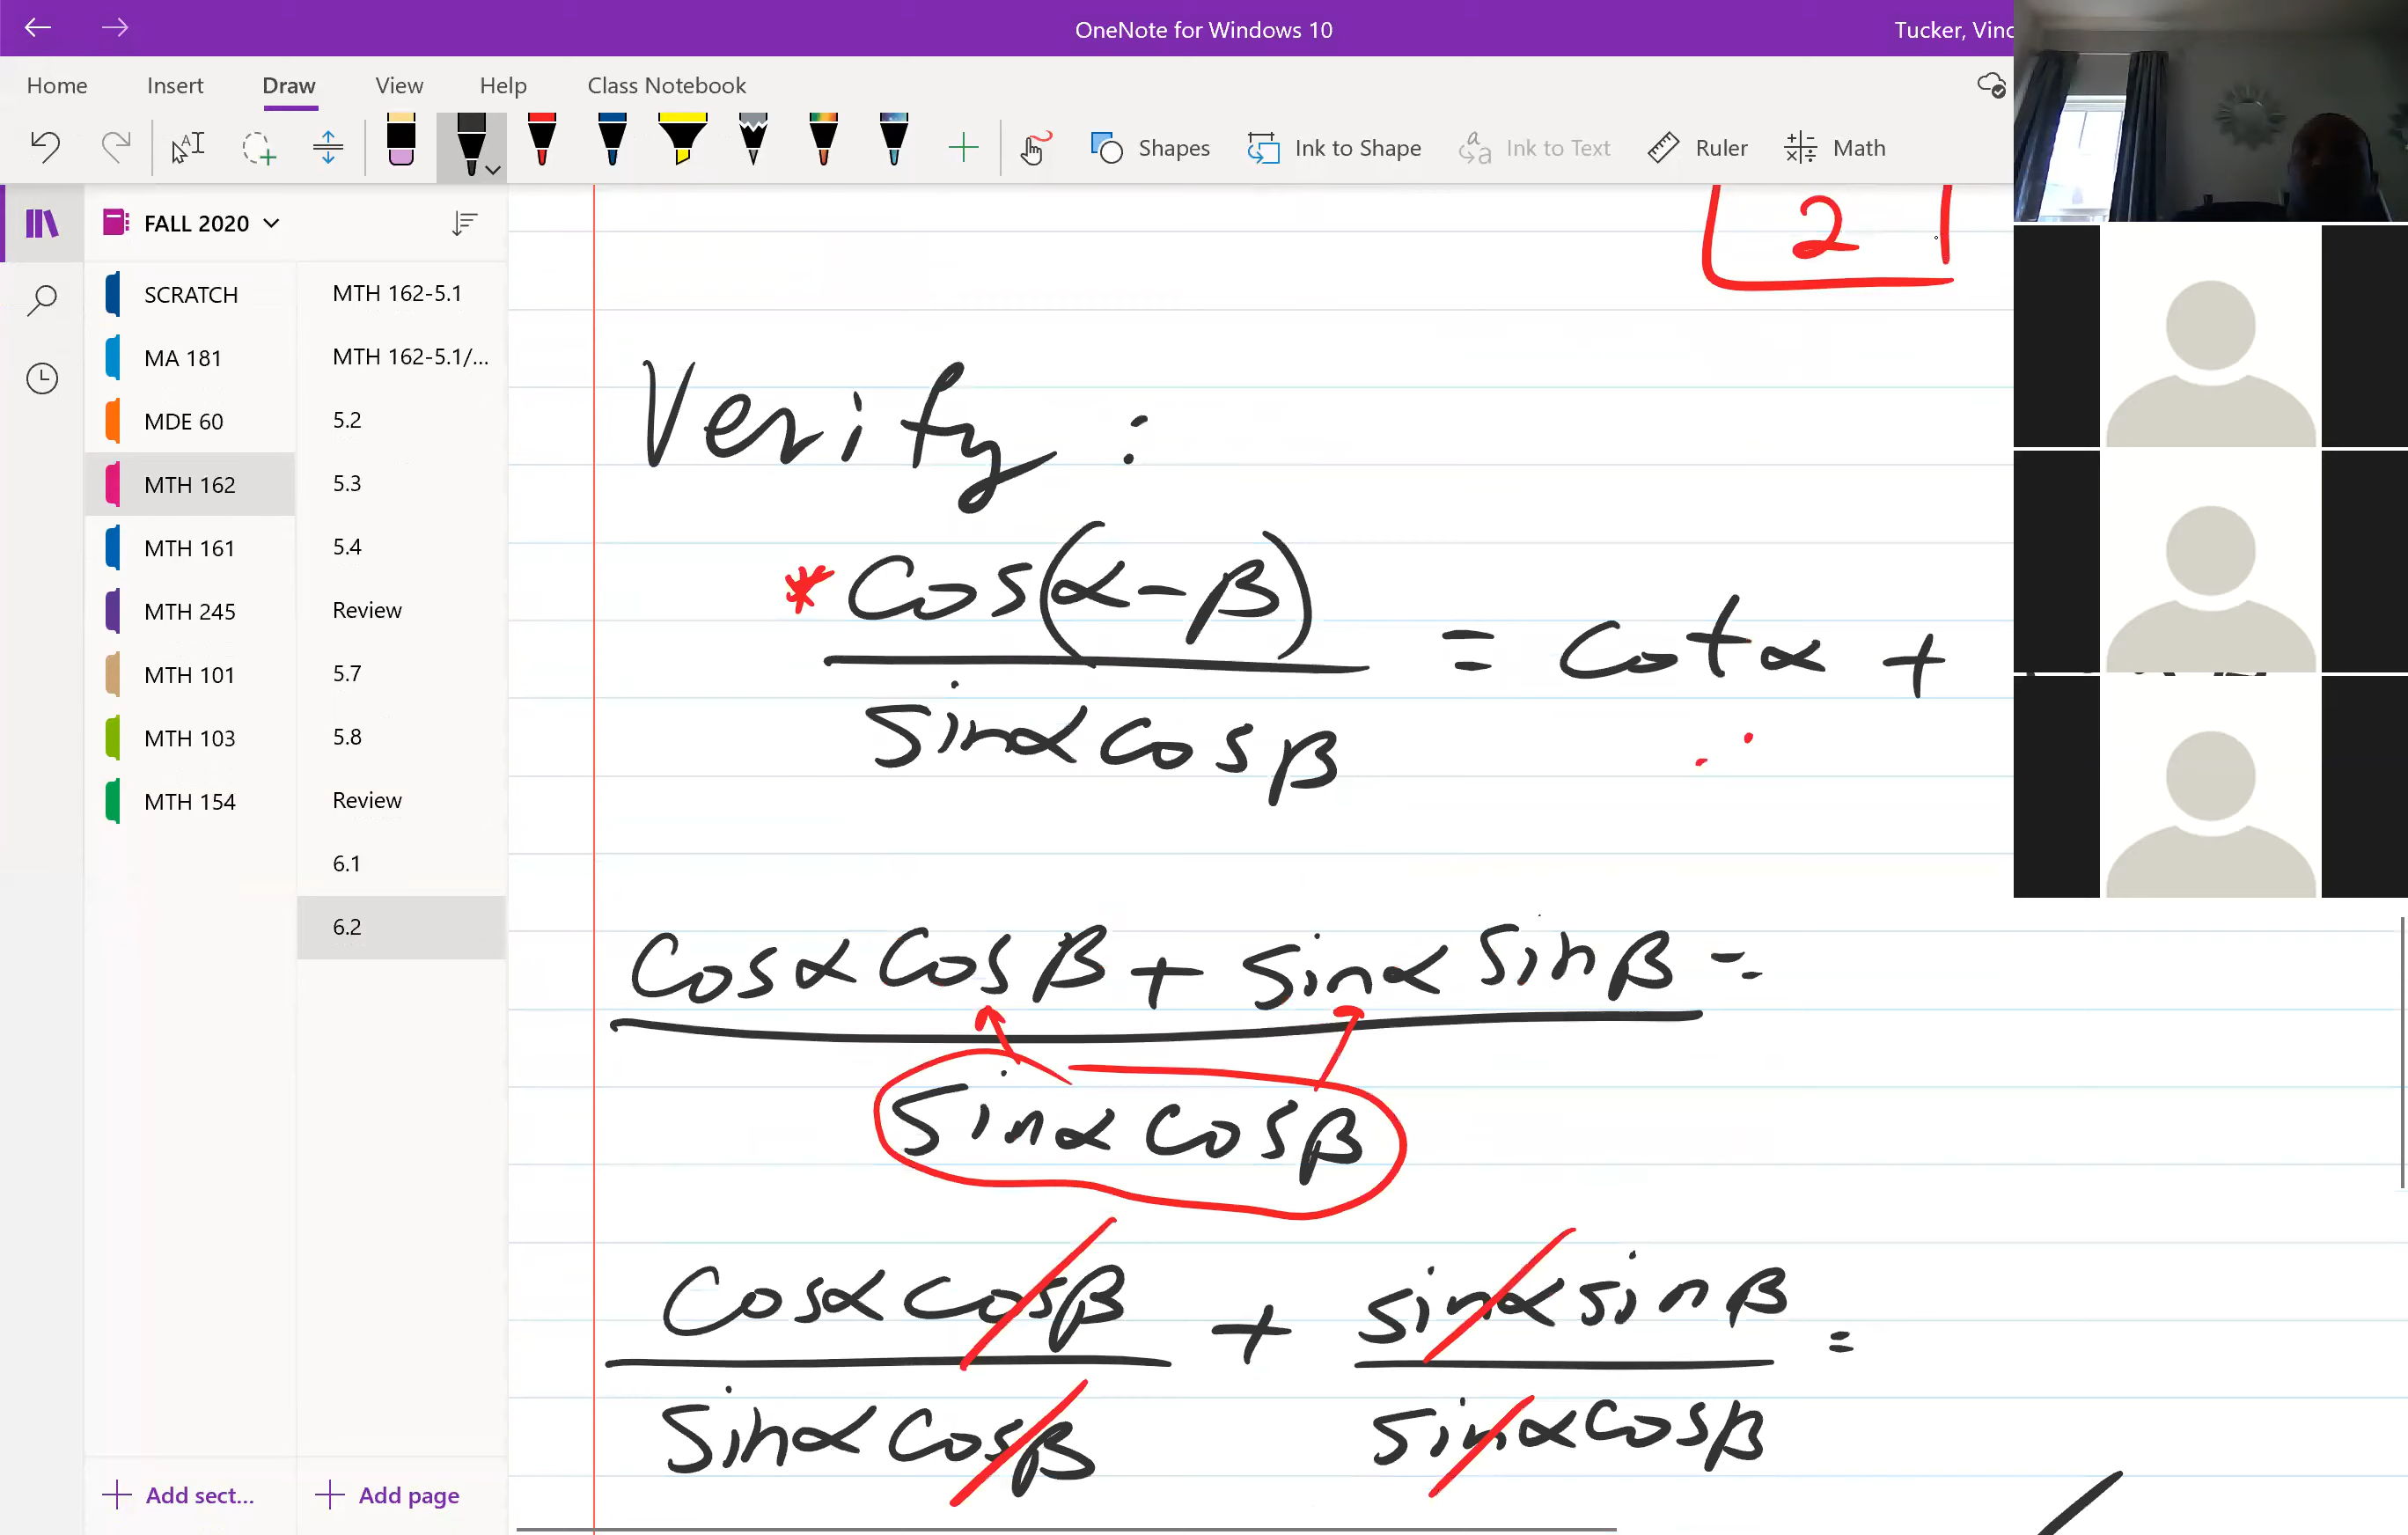 OneNote for Windows 10
Tucker, Vinc
Home Insert Draw View Help Class Notebook
Shapes Ink to Shape Ink to Text Ruler Math
FALL 2020
SCRATCH
MA 181
MDE 60
MTH 162
MTH 161
MTH 245
MTH 101
MTH 103
MTH 154
Add sect...
MTH 162-5.1
MTH 162-5.1/...
5.2
5.3
5.4
Review
5.7
5.8
Review
6.1
6.2
Add page
2
Verify :
* Cos(α - β)
= cotα +
sinα cosβ
Cosα Cosβ + sinα sinβ =
sinα cosβ
Cosα cosβ + sinα sinβ =
sinα cosβ sinα cosβ